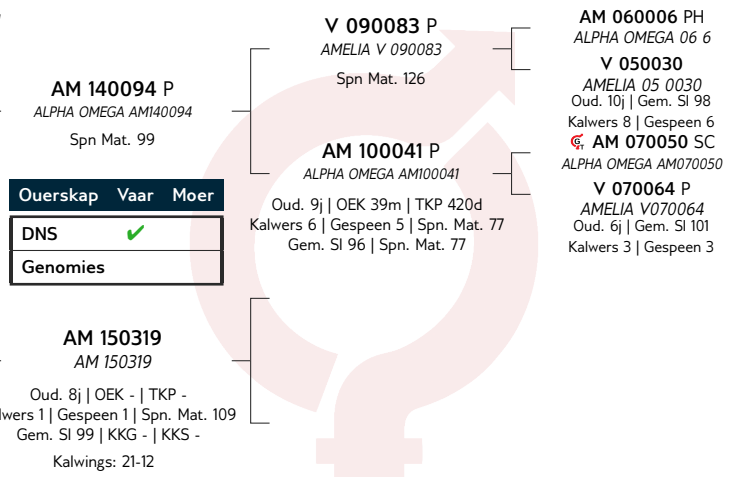 V 090083 P
AMELIA V 090083
Spn Mat. 126
AM 060006 PH
ALPHA OMEGA 06 6
V 050030
AMELIA 05 0030
Oud. 10j | Gem. SI 98
Kalwers 8 | Gespeen 6
AM 140094 P
ALPHA OMEGA AM140094
Spn Mat. 99
AM 100041 P
ALPHA OMEGA AM100041
Oud. 9j | OEK 39m | TKP 420d
Kalwers 6 | Gespeen 5 | Spn. Mat. 77
Gem. SI 96 | Spn. Mat. 77
AM 070050 SC
ALPHA OMEGA AM070050
V 070064 P
AMELIA V070064
Oud. 6j | Gem. SI 101
Kalwers 3 | Gespeen 3
Ouerskap Vaar Moer
DNS ✔
Genomies
AM 150319
AM 150319
Oud. 8j | OEK - | TKP -
lwers 1 | Gespeen 1 | Spn. Mat. 109
Gem. SI 99 | KKG - | KKS -
Kalwings: 21-12